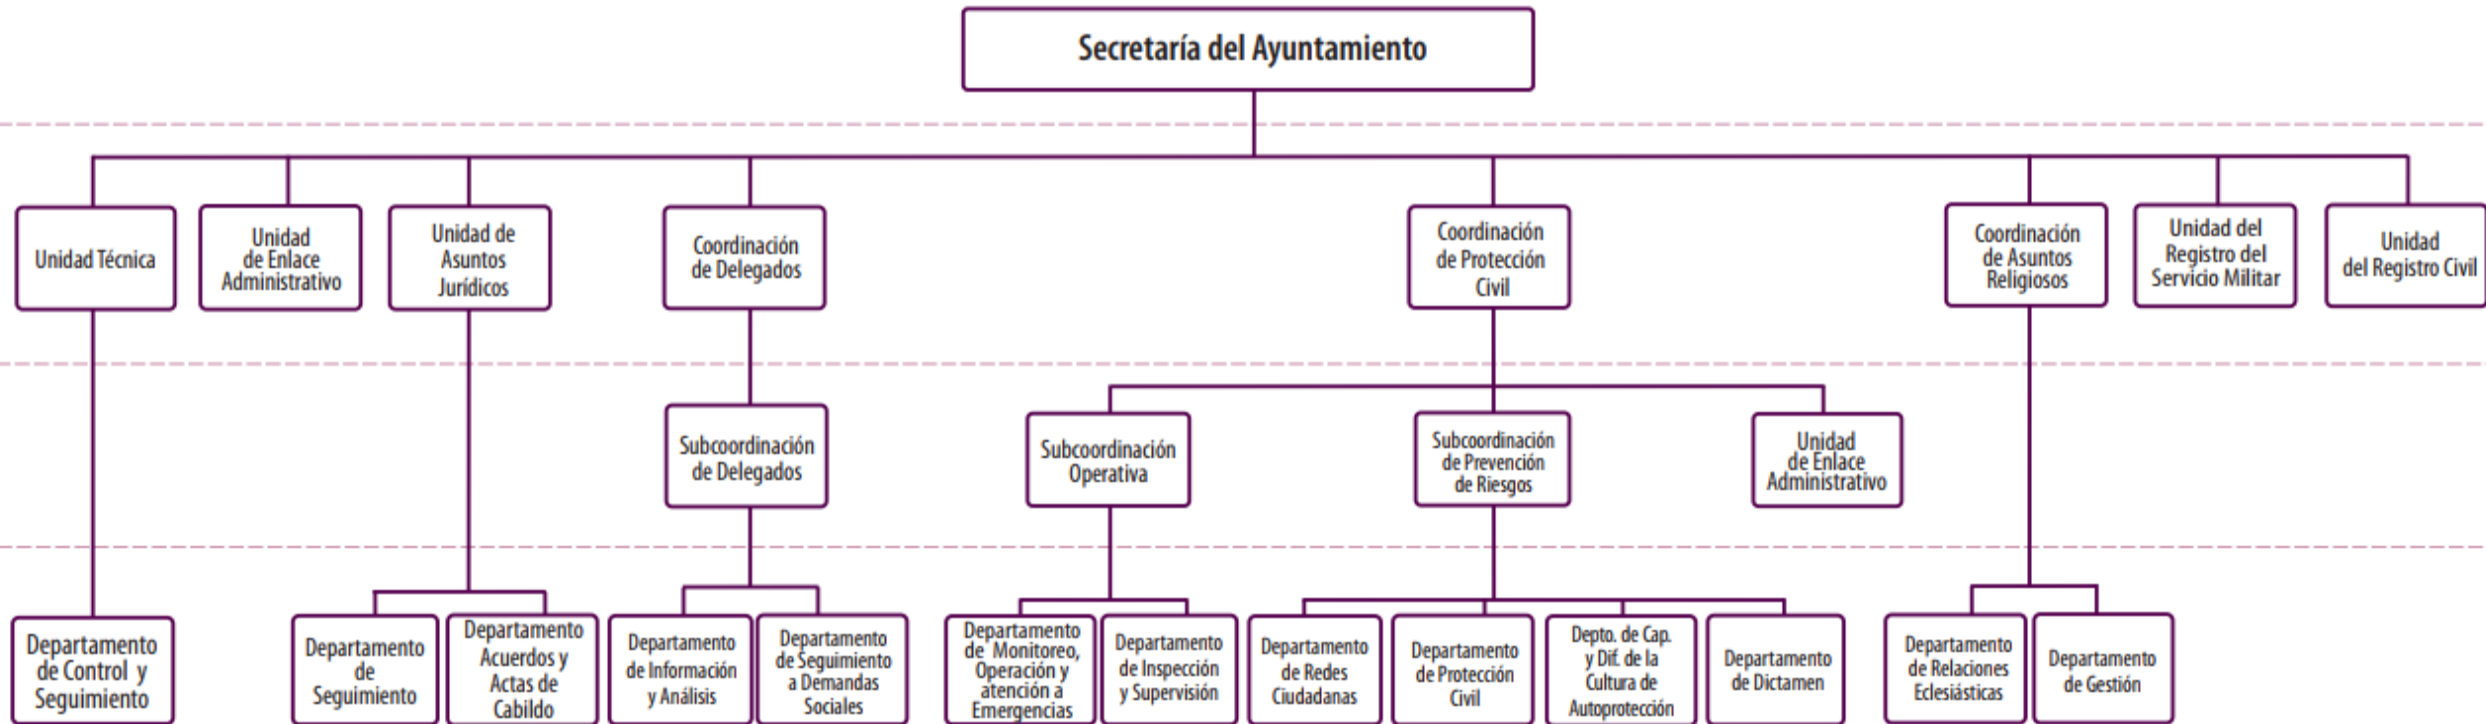 Secretaría del Ayuntamiento
Unidad Técnica
Unidad
de Enlace
Administrativo
Unidad de
Asuntos
Jurídicos
Coordinación
de Delegados
Coordinación
de Protección
Civil
Coordinación
de Asuntos
Religiosos
Unidad del
Registro del
Servicio Militar
Unidad
del Registro Civil
Subcoordinación
de Delegados
Subcoordinación
Operativa
Subcoordinación
de Prevención
de Riesgos
Unidad
de Enlace
Administrativo
Departamento
de Control y
Seguimiento
Departamento
de
Seguimiento
Departamento
Acuerdos y
Actas de
Cabildo
Departamento
de Información
y Análisis
Departamento
de Seguimiento
a Demandas
Sociales
Departamento
de Monitoreo,
Operación y
atención a
Emergencias
Departamento
de Inspección
y Supervisión
Departamento
de Redes
Ciudadanas
Departamento
de Protección
Civil
Depto. de Cap.
y Dif. de la
Cultura de
Autoprotección
Departamento
de Dictamen
Departamento
de Relaciones
Eclesiásticas
Departamento
de Gestión